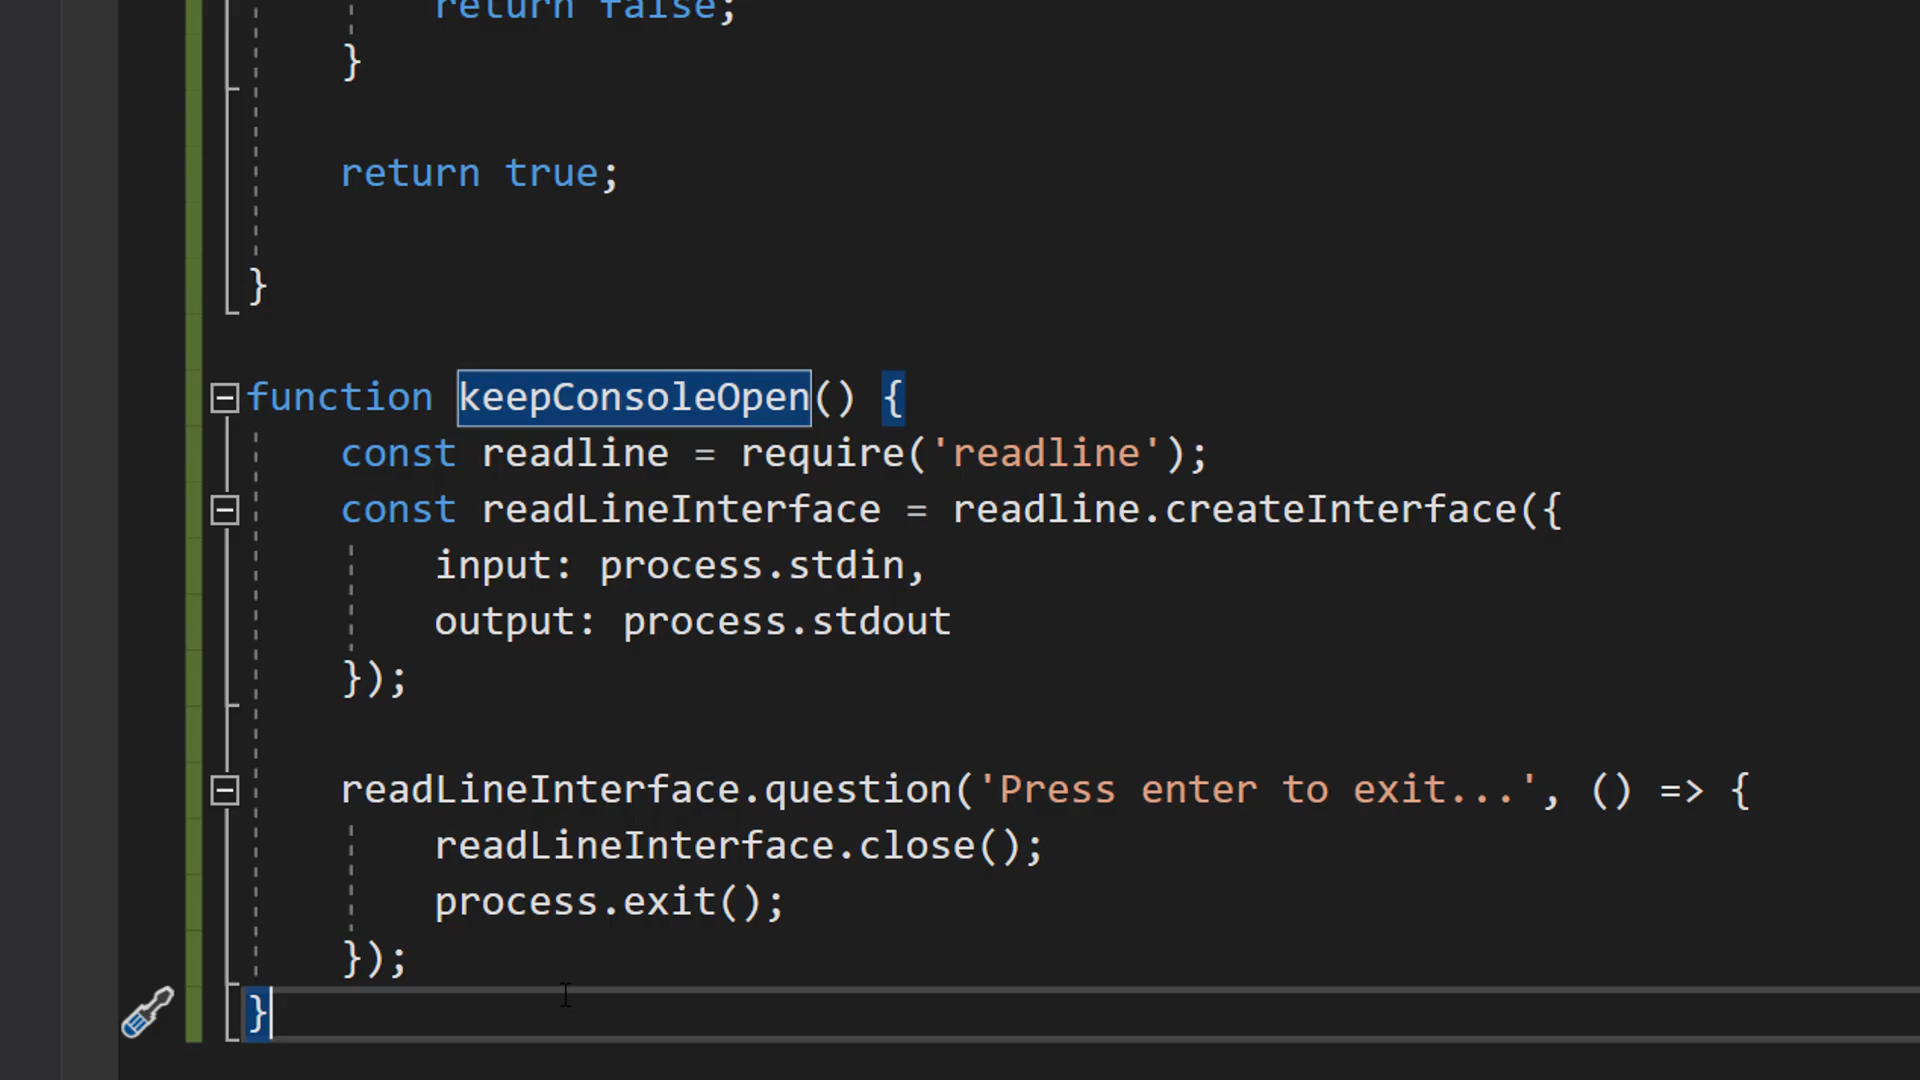 return false;
}
return true;
}
function keepConsoleOpen() {
const readline = require('readline');
const readLineInterface = readline.createInterface({
input: process.stdin,
output: process.stdout
});
readLineInterface.question('Press enter to exit...', () => {
readLineInterface.close();
process.exit();
});
}